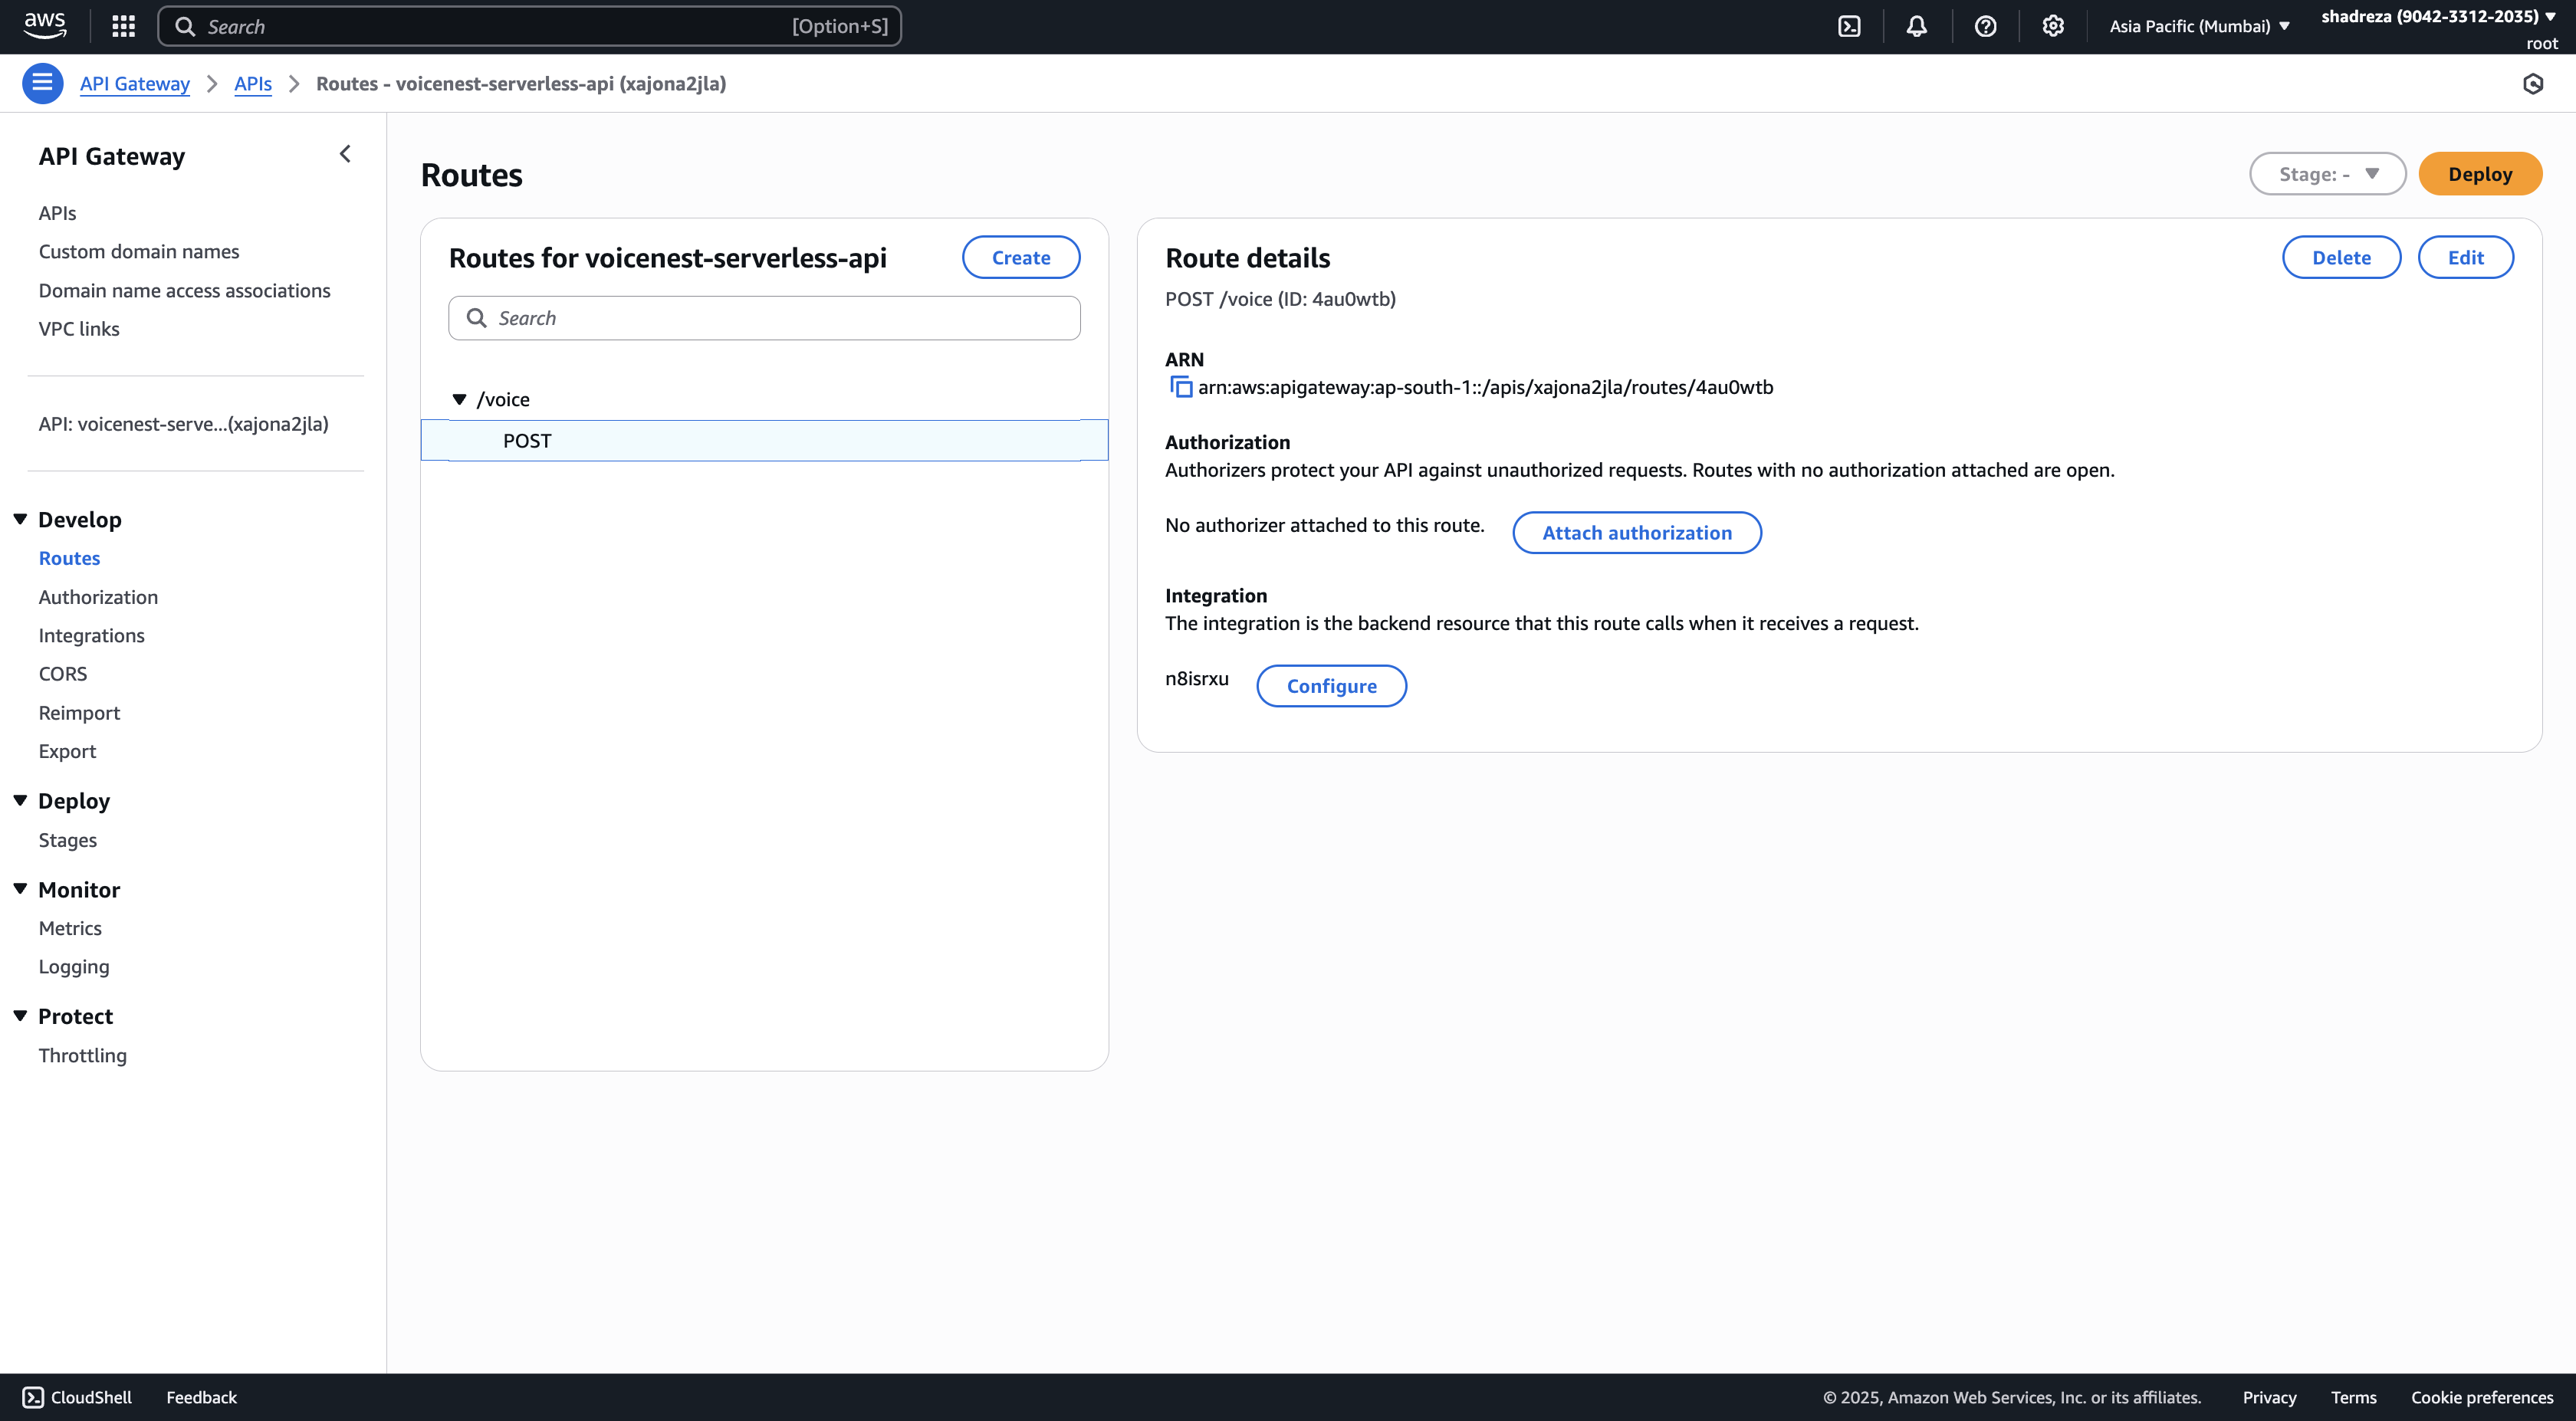 aws
Search
[Option+S]
Asia Pacific (Mumbai)
shadreza (9042-3312-2035)
root
API Gateway
APIs
Routes - voicenest-serverless-api (xajona2jla)
API Gateway
APIs
Custom domain names
Domain name access associations
VPC links
API: voicenest-serve...(xajona2jla)
Develop
Routes
Authorization
Integrations
CORS
Reimport
Export
Deploy
Stages
Monitor
Metrics
Logging
Protect
Throttling
Routes
Stage: -
Deploy
Routes for voicenest-serverless-api
Create
Search
/voice
POST
Route details
Delete
Edit
POST /voice (ID: 4au0wtb)
ARN
arn:aws:apigateway:ap-south-1::/apis/xajona2jla/routes/4au0wtb
Authorization
Authorizers protect your API against unauthorized requests. Routes with no authorization attached are open.
No authorizer attached to this route.
Attach authorization
Integration
The integration is the backend resource that this route calls when it receives a request.
n8isrxu
Configure
CloudShell
Feedback
© 2025, Amazon Web Services, Inc. or its affiliates.
Privacy
Terms
Cookie preferences